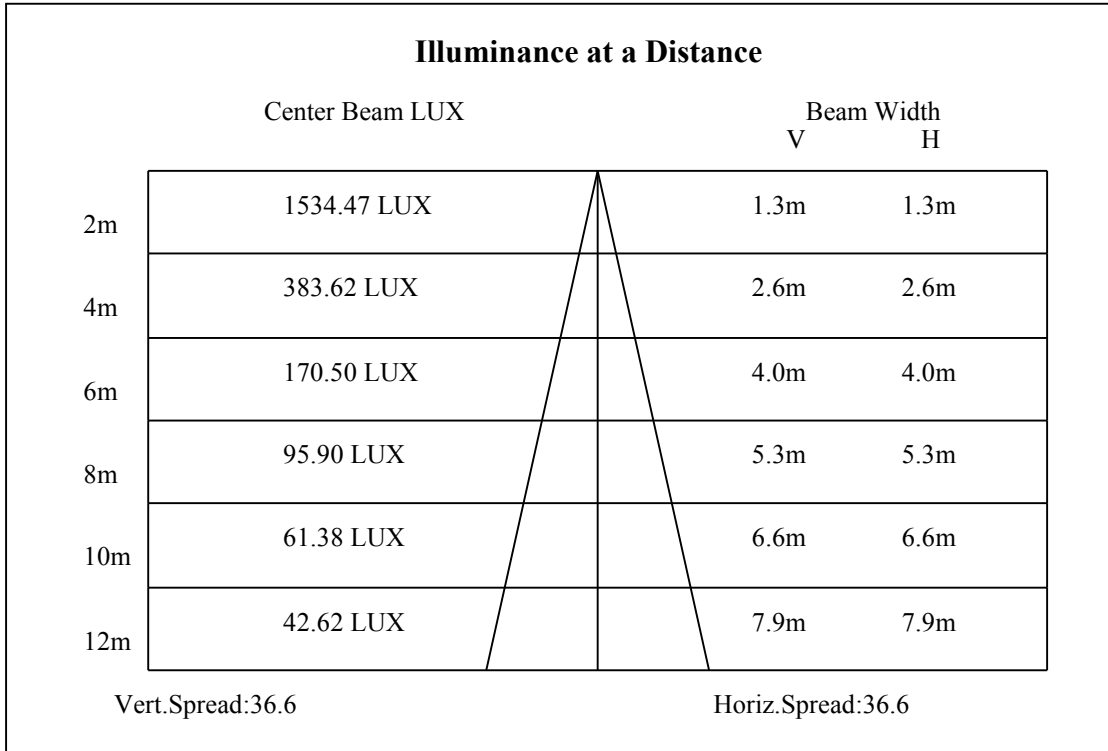 Illuminance at a Distance
Center Beam LUX Beam Width
V H
2m 1534.47 LUX 1.3m 1.3m
4m 383.62 LUX 2.6m 2.6m
6m 170.50 LUX 4.0m 4.0m
8m 95.90 LUX 5.3m 5.3m
10m 61.38 LUX 6.6m 6.6m
12m 42.62 LUX 7.9m 7.9m
Vert.Spread:36.6 Horiz.Spread:36.6